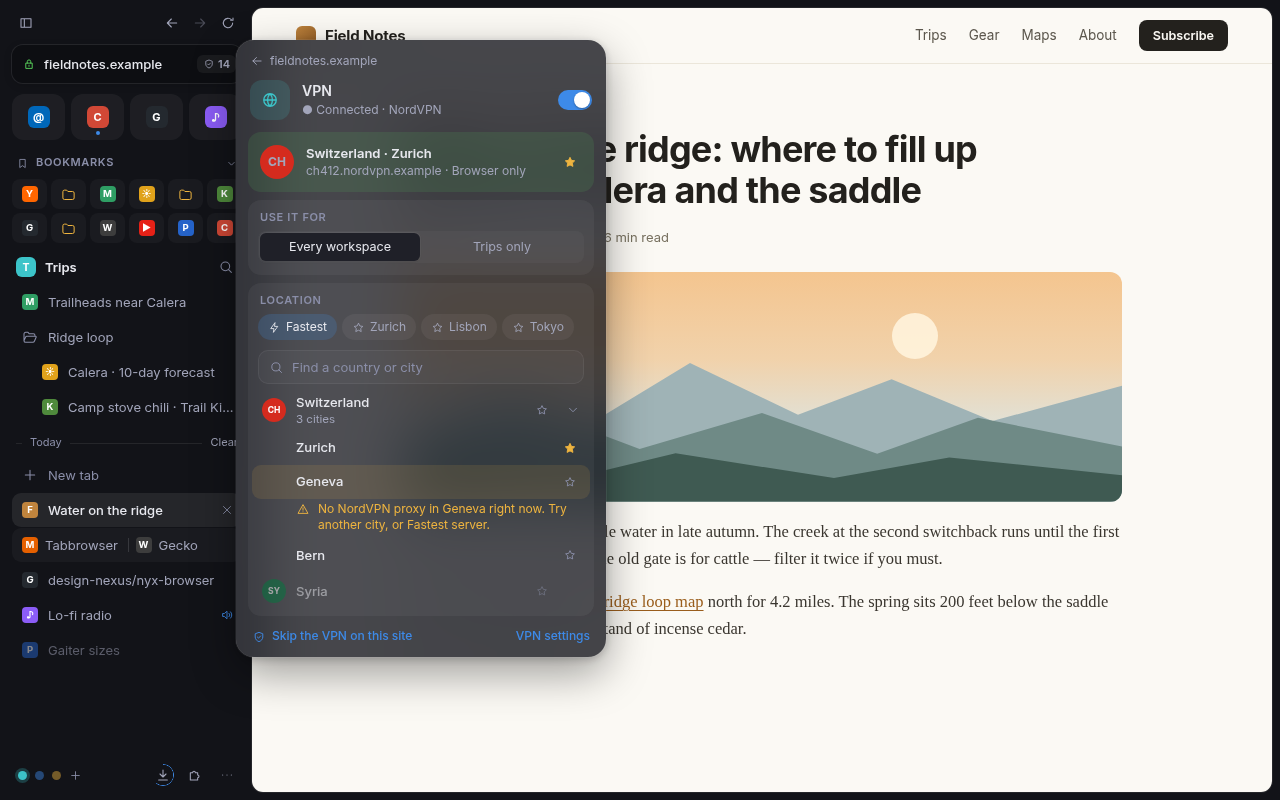 fieldnotes.example
14
@
C
G
BOOKMARKS
Y
M
K
G
W
P
C
T
Trips
M
Trailheads near Calera
Ridge loop
Calera · 10-day forecast
K
Camp stove chili · Trail Ki...
Today
Clear
New tab
F
Water on the ridge
M
Tabbrowser
W
Gecko
G
design-nexus/nyx-browser
Lo-fi radio
P
Gaiter sizes
fieldnotes.example
VPN
Connected · NordVPN
CH
Switzerland · Zurich
ch412.nordvpn.example · Browser only
USE IT FOR
Every workspace
Trips only
LOCATION
Fastest
Zurich
Lisbon
Tokyo
Find a country or city
CH
Switzerland
3 cities
Zurich
Geneva
No NordVPN proxy in Geneva right now. Try
another city, or Fastest server.
Bern
SY
Syria
Skip the VPN on this site
VPN settings
Field Notes
Trips
Gear
Maps
About
Subscribe
ridge: where to fill up
and the saddle
6 min read
water in late autumn. The creek at the second switchback runs until the first
old gate is for cattle — filter it twice if you must.
ridge loop map north for 4.2 miles. The spring sits 200 feet below the saddle
of incense cedar.